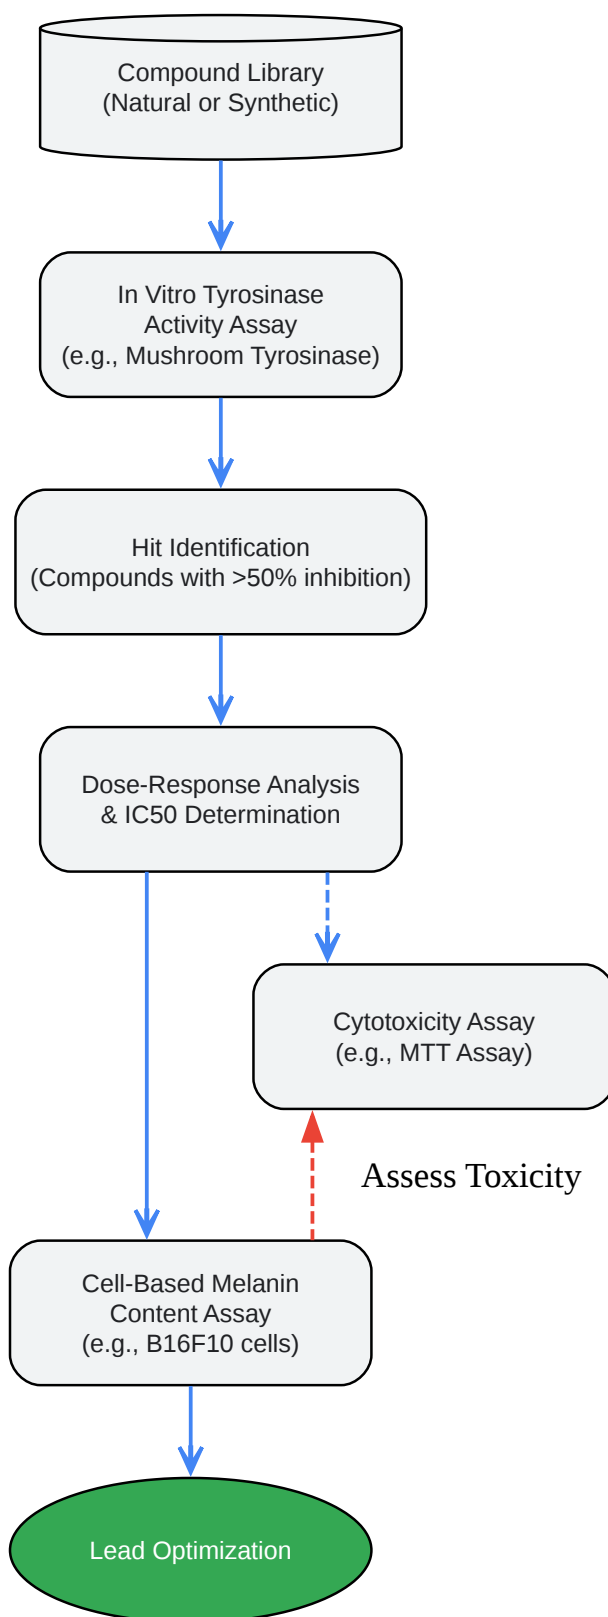 Compound Library
(Natural or Synthetic)
In Vitro Tyrosinase
Activity Assay
(e.g., Mushroom Tyrosinase)
Hit Identification
(Compounds with >50% inhibition)
Dose-Response Analysis
& IC50 Determination
Cytotoxicity Assay
(e.g., MTT Assay)
Assess Toxicity
Cell-Based Melanin
Content Assay
(e.g., B16F10 cells)
Lead Optimization